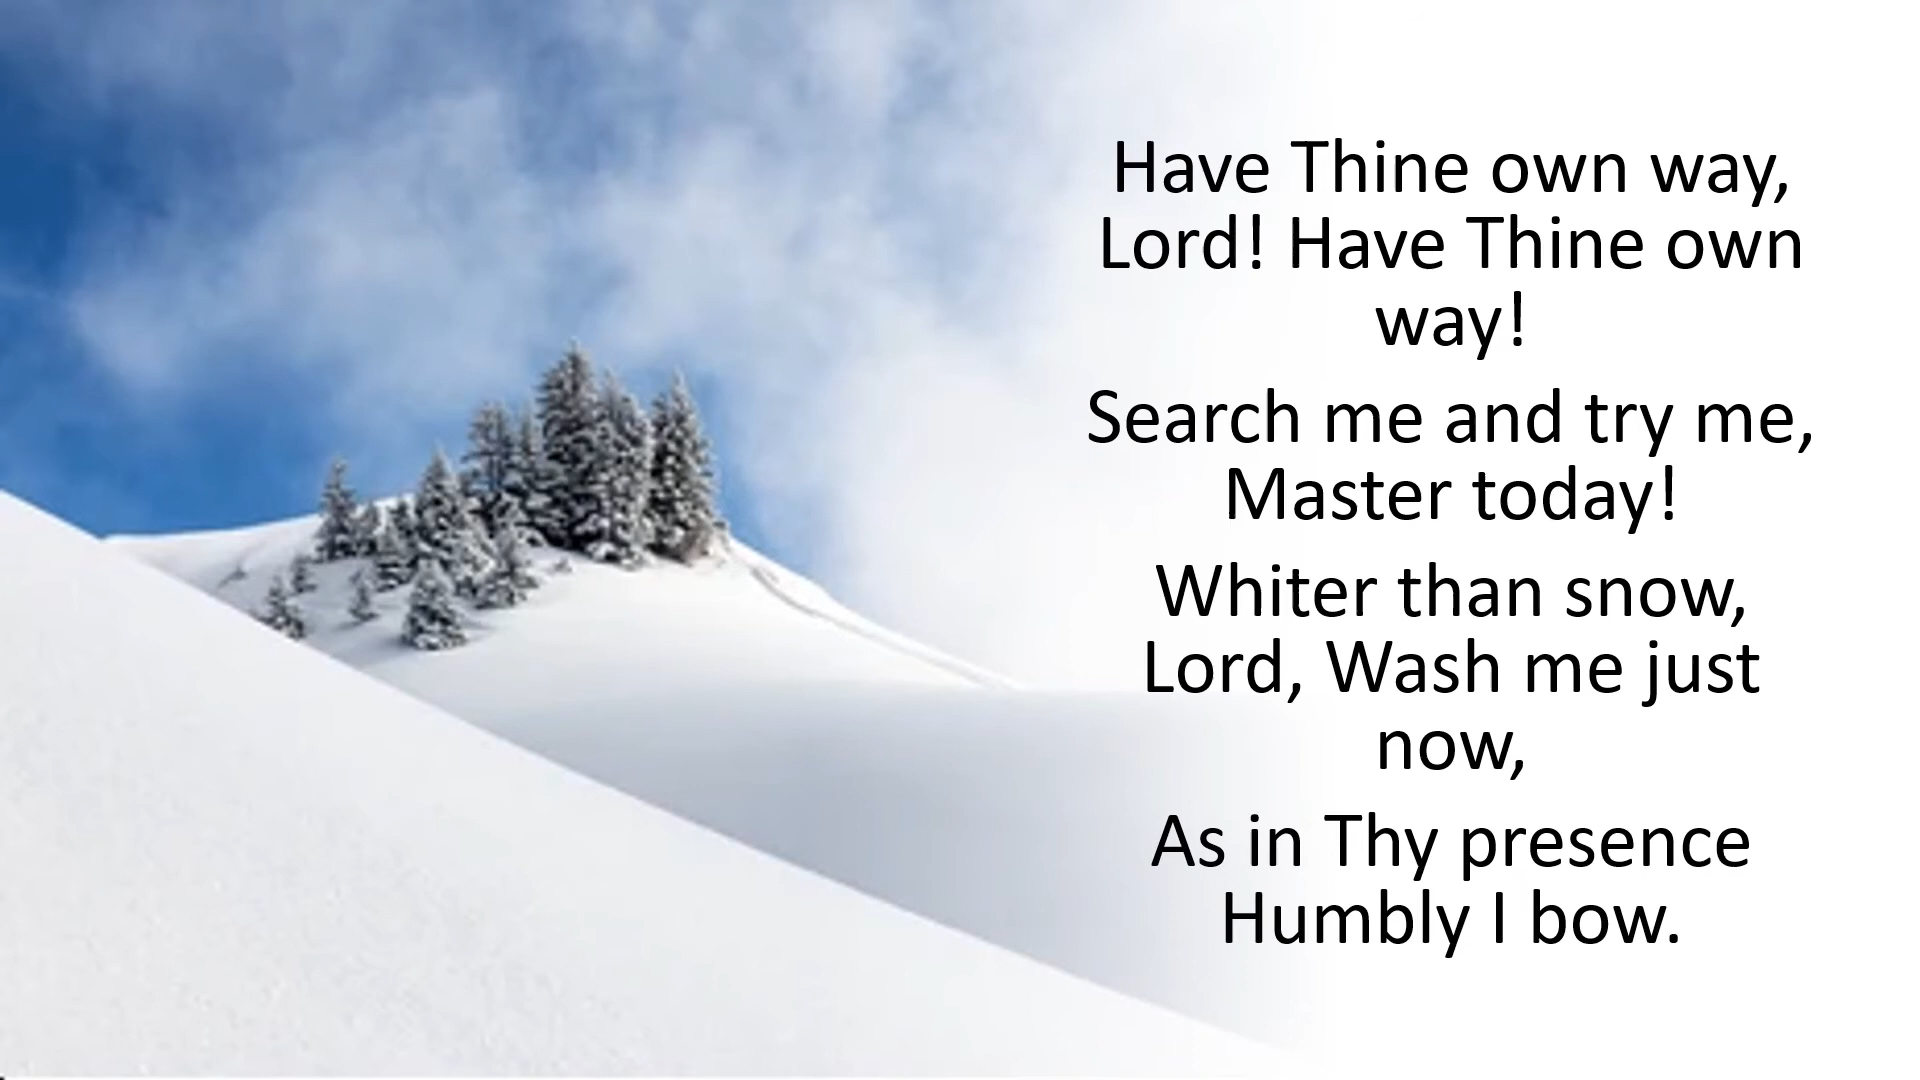 Have Thine own way,
Lord! Have Thine own
way!
Search me and try me,
Master today!
Whiter than snow,
Lord, Wash me just
now,
As in Thy presence
Humbly I bow.